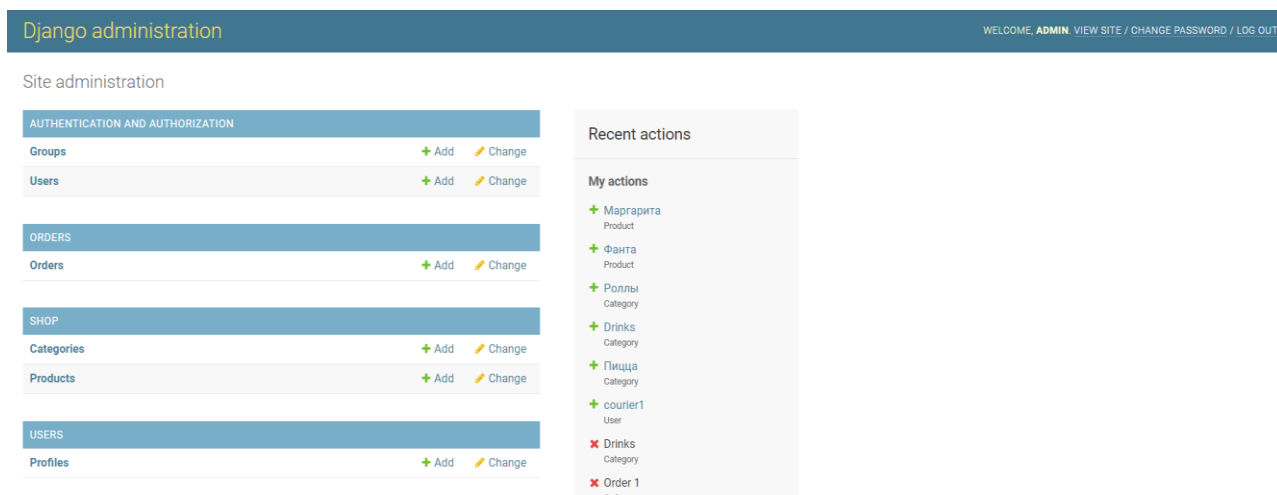 Django administration
WELCOME, ADMIN. VIEW SITE / CHANGE PASSWORD / LOG OUT
Site administration
AUTHENTICATION AND AUTHORIZATION
Groups + Add Change
Users + Add Change
ORDERS
Orders + Add Change
SHOP
Categories + Add Change
Products + Add Change
USERS
Profiles + Add Change
Recent actions
My actions
+ Маргарита
Product
+ Фанта
Product
+ Роллы
Category
+ Drinks
Category
+ Пицца
Category
+ courier1
User
Drinks
Category
Order 1